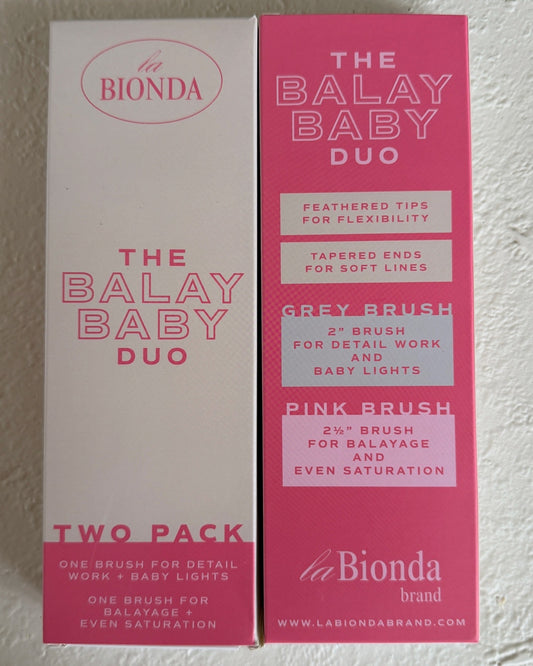 la
BIONDA
THE
BALAY
BABY
DUO
TWO PACK
ONE BRUSH FOR DETAIL
WORK + BABY LIGHTS
ONE BRUSH FOR
BALAYAGE +
EVEN SATURATION
THE
BALAY
BABY
DUO
FEATHERED TIPS
FOR FLEXIBILITY
TAPERED ENDS
FOR SOFT LINES
GREY BRUSH
2" BRUSH
FOR DETAIL WORK
AND
BABY LIGHTS
PINK BRUSH
2½" BRUSH
FOR BALAYAGE
AND
EVEN SATURATION
la Bionda
brand
WWW.LABIONDABRAND.COM